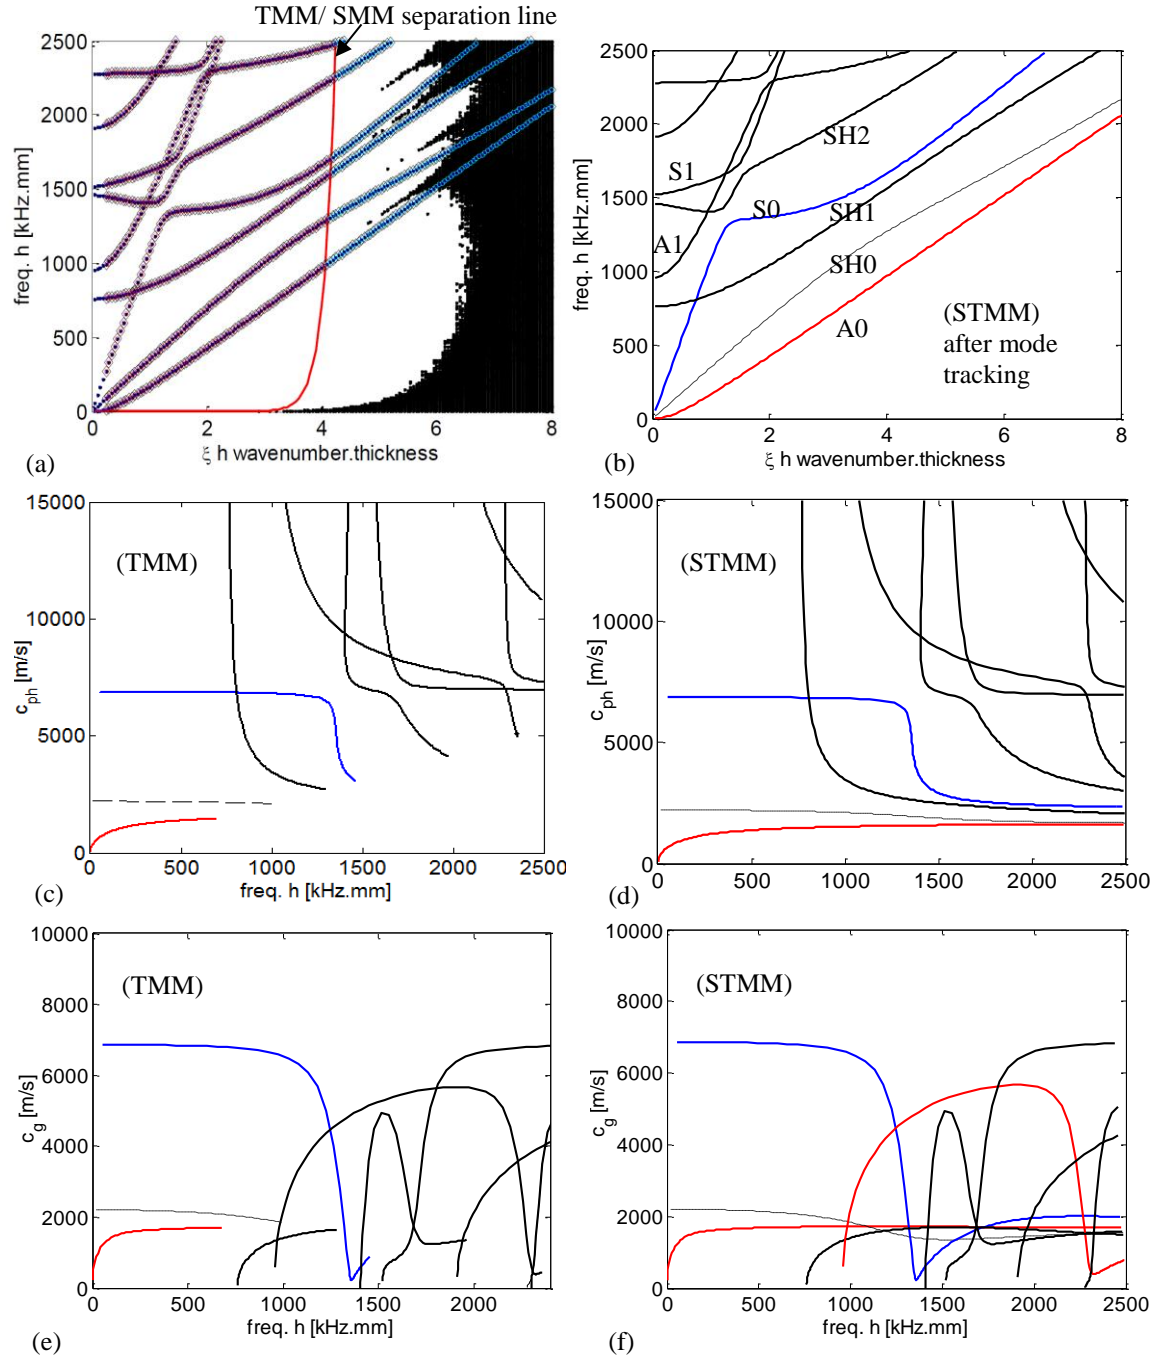 TMM/ SMM separation line
2500
2000
1500
1000
500
0
freq. h [kHz.mm]
0 2 4 6 8
ξ h wavenumber.thickness
(a)
2500
2000
1500
1000
500
0
freq. h [kHz.mm]
S1
A1
S0
SH2
SH1
SH0
A0
(STMM)
after mode
tracking
0 2 4 6 8
ξ h wavenumber.thickness
(b)
15000
10000
5000
0
c_ph [m/s]
(TMM)
0 500 1000 1500 2000 2500
freq. h [kHz.mm]
(c)
15000
10000
5000
0
c_ph [m/s]
(STMM)
0 500 1000 1500 2000 2500
(d)
10000
8000
6000
4000
2000
0
c_g [m/s]
(TMM)
0 500 1000 1500 2000
freq. h [kHz.mm]
(e)
10000
8000
6000
4000
2000
0
c_g [m/s]
(STMM)
0 500 1000 1500 2000 2500
freq. h [kHz.mm]
(f)